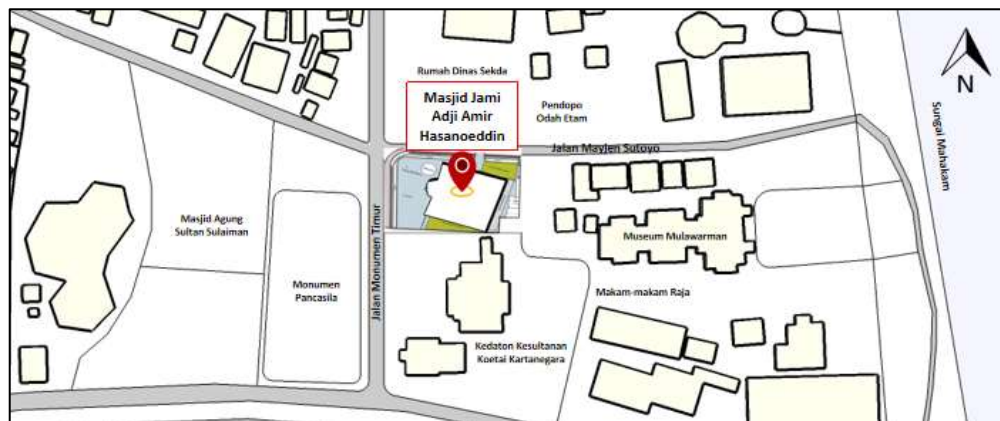 Rumah Dinas Sekda
Masjid Jami
Adji Amir
Hasanoeddin
Pendopo
Odah Etam
Jalan Mayjen Sutoyo
N
Sungai Mahakam
Masjid Agung
Sultan Sulaiman
Monumen
Pancasila
Jalan Monumen Timur
Museum Mulawarman
Makam-makam Raja
Kedaton Kesultanan
Koetai Kartanegara